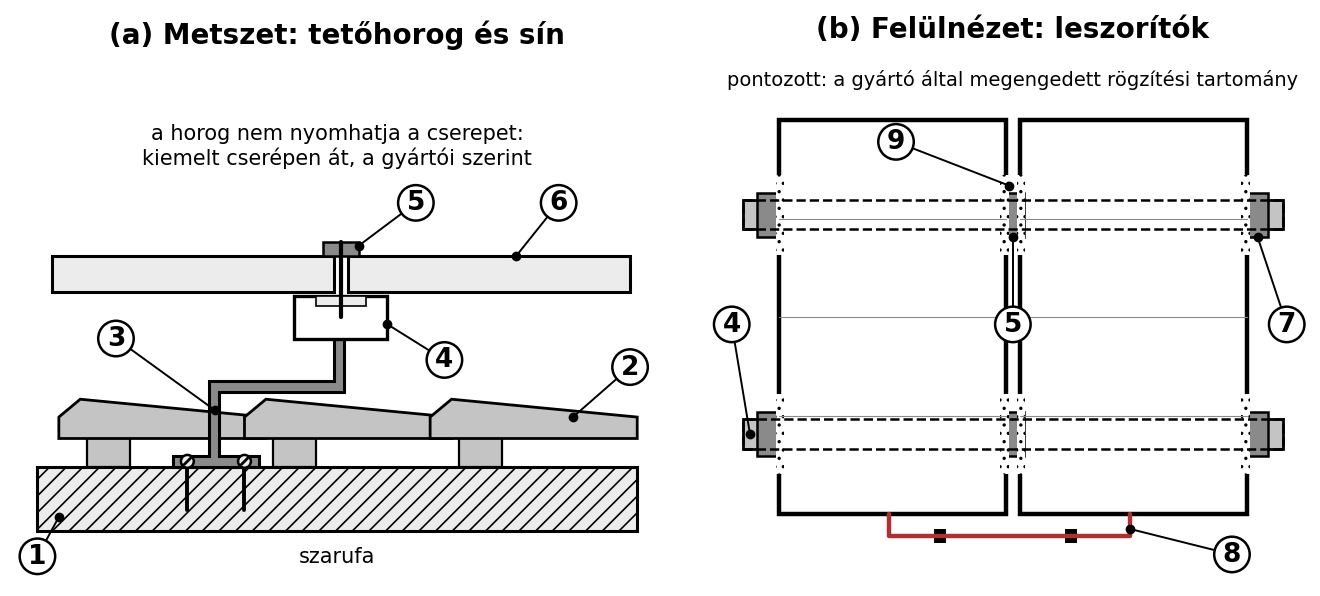 (a) Metszet: tetőhorog és sín
a horog nem nyomhatja a cserepet:
kiemelt cserépen át, a gyártói szerint
5
6
3
4
2
1
szarufa
(b) Felülnézet: leszorítók
pontozott: a gyártó által megengedett rögzítési tartomány
9
4
5
7
8